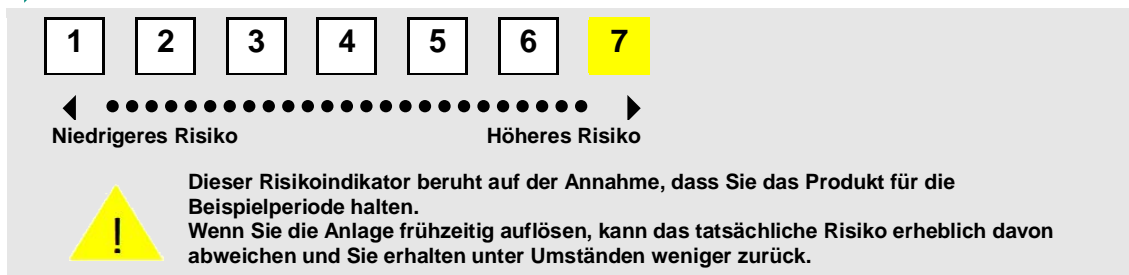 1 2 3 4 5 6 7
Niedrigeres Risiko Höheres Risiko
Dieser Risikoindikator beruht auf der Annahme, dass Sie das Produkt für die
Beispielperiode halten.
Wenn Sie die Anlage frühzeitig auflösen, kann das tatsächliche Risiko erheblich davon
abweichen und Sie erhalten unter Umständen weniger zurück.
!